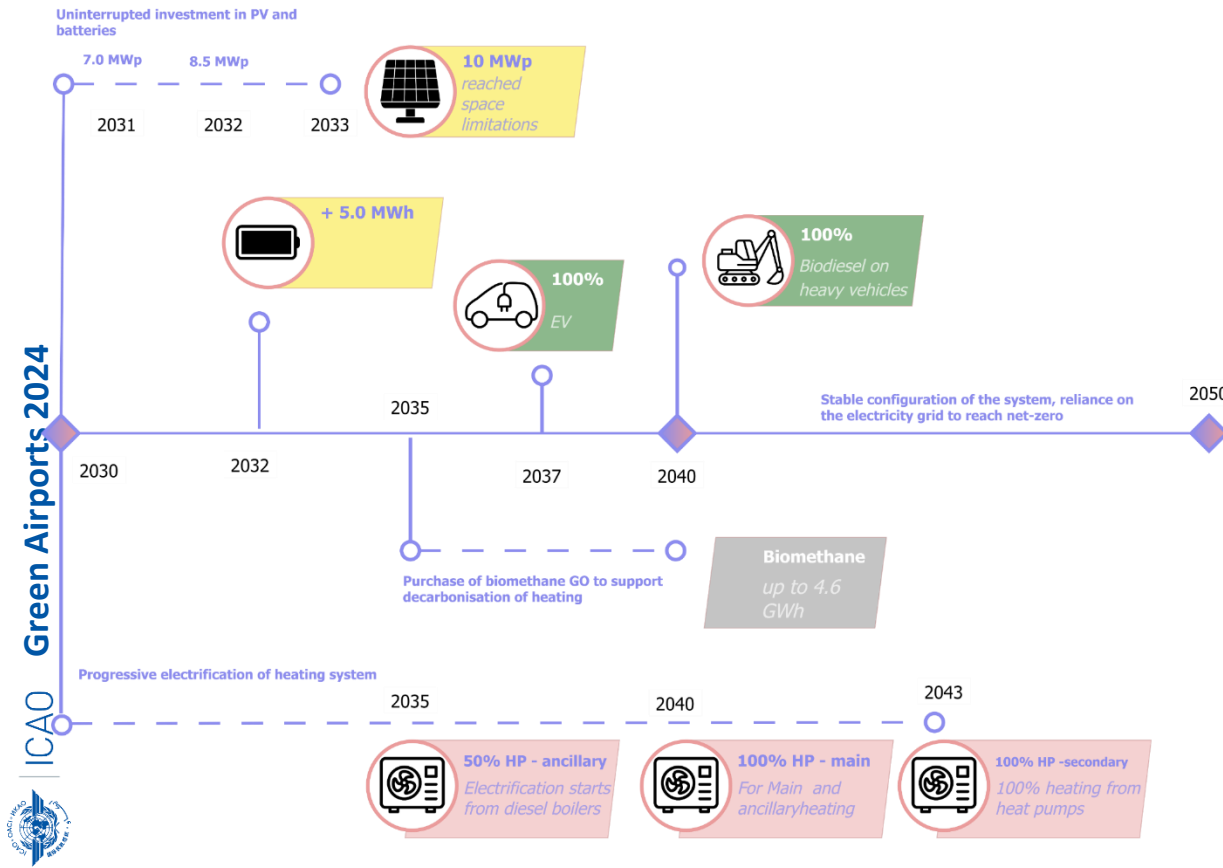 Uninterrupted investment in PV and
batteries
7.0 MWp
8.5 MWp
2031
2032
2033
10 MWp
reached
space
limitations
+ 5.0 MWh
100%
EV
100%
Biodiesel on
heavy vehicles
Stable configuration of the system, reliance on
the electricity grid to reach net-zero
2030
2032
2035
2037
2040
2050
Purchase of biomethane GO to support
decarbonisation of heating
Biomethane
up to 4.6
GWh
Progressive electrification of heating system
2035
2040
2043
50% HP - ancillary
Electrification starts
from diesel boilers
100% HP - main
For Main and
ancillaryheating
100% HP -secondary
100% heating from
heat pumps
ICAO Green Airports 2024